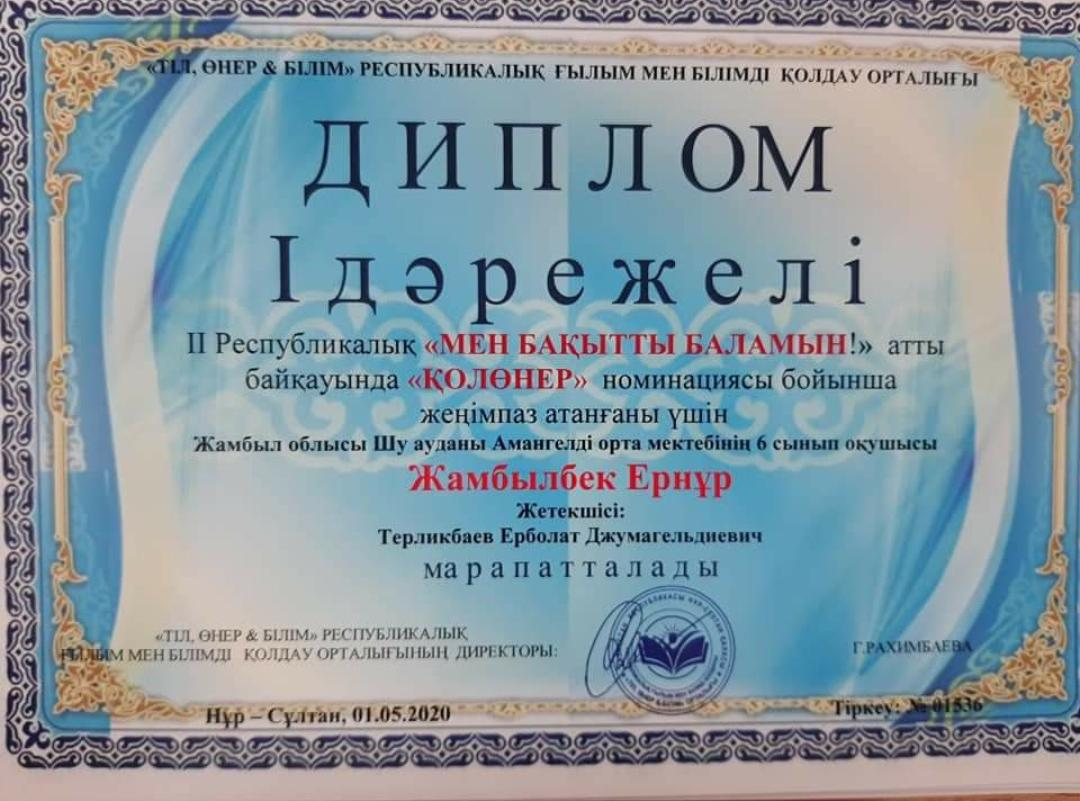 «ТІЛ, ӨНЕР & БІЛІМ» РЕСПУБЛИКАЛЫҚ ҒЫЛЫМ МЕН БІЛІМДІ ҚОЛДАУ ОРТАЛЫҒЫ
ДИПЛОМ
І дәрежелі
II Республикалық «МЕН БАҚЫТТЫ БАЛАМЫН!» атты
байқауында «ҚОЛӨНЕР» номинациясы бойынша
жеңімпаз атанғаны үшін
Жамбыл облысы Шу ауданы Амангелді орта мектебінің 6 сынып оқушысы
Жамбылбек Ернұр
Жетекшісі:
Терликбаев Ерболат Джумагельдиевич
марапатталады
«ТІЛ, ӨНЕР & БІЛІМ» РЕСПУБЛИКАЛЫҚ
ҒЫЛЫМ МЕН БІЛІМДІ ҚОЛДАУ ОРТАЛЫҒЫНЫҢ ДИРЕКТОРЫ:
Г.РАХИМБАЕВА
Нұр – Сұлтан, 01.05.2020
Тіркеу: № 01536